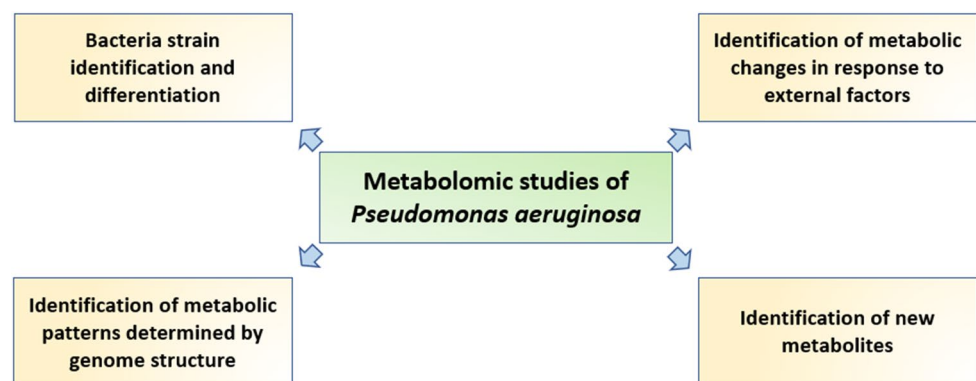 Bacteria strain
identification and
differentiation
Identification of metabolic
changes in response to
external factors
Metabolomic studies of
Pseudomonas aeruginosa
Identification of metabolic
patterns determined by
genome structure
Identification of new
metabolites